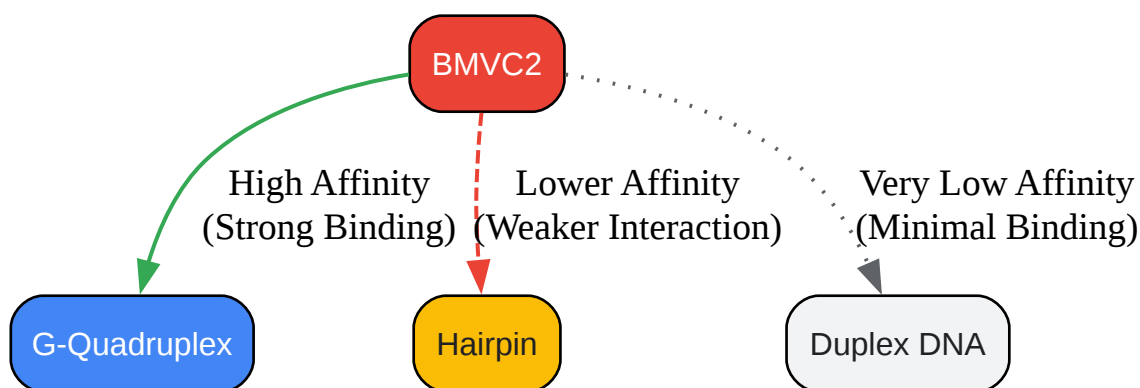 BMVC2
High Affinity
(Strong Binding)
Lower Affinity
(Weaker Interaction)
Very Low Affinity
(Minimal Binding)
G-Quadruplex
Hairpin
Duplex DNA